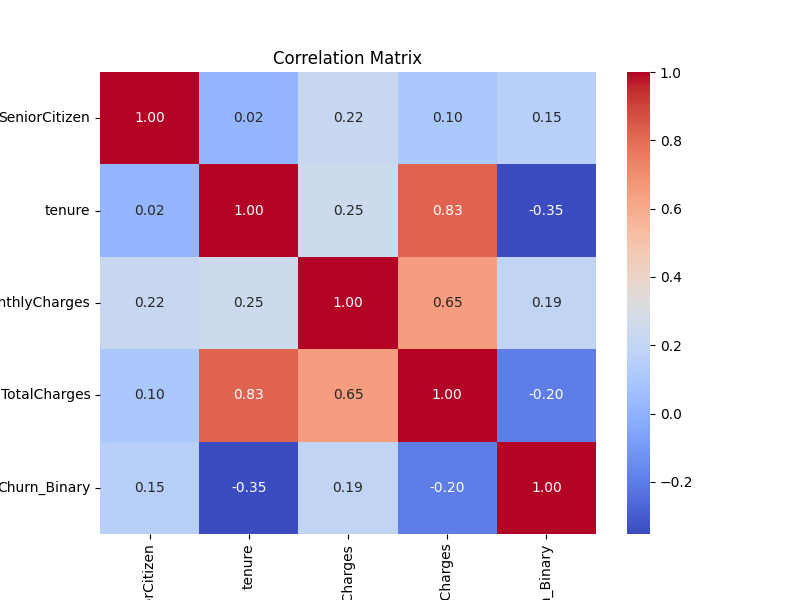 Correlation Matrix
SeniorCitizen 1.00 0.02 0.22 0.10 0.15
tenure 0.02 1.00 0.25 0.83 -0.35
nthlyCharges 0.22 0.25 1.00 0.65 0.19
TotalCharges 0.10 0.83 0.65 1.00 -0.20
Churn_Binary 0.15 -0.35 0.19 -0.20 1.00
orCitizen tenure Charges Charges n_Binary
1.0
0.8
0.6
0.4
0.2
0.0
−0.2